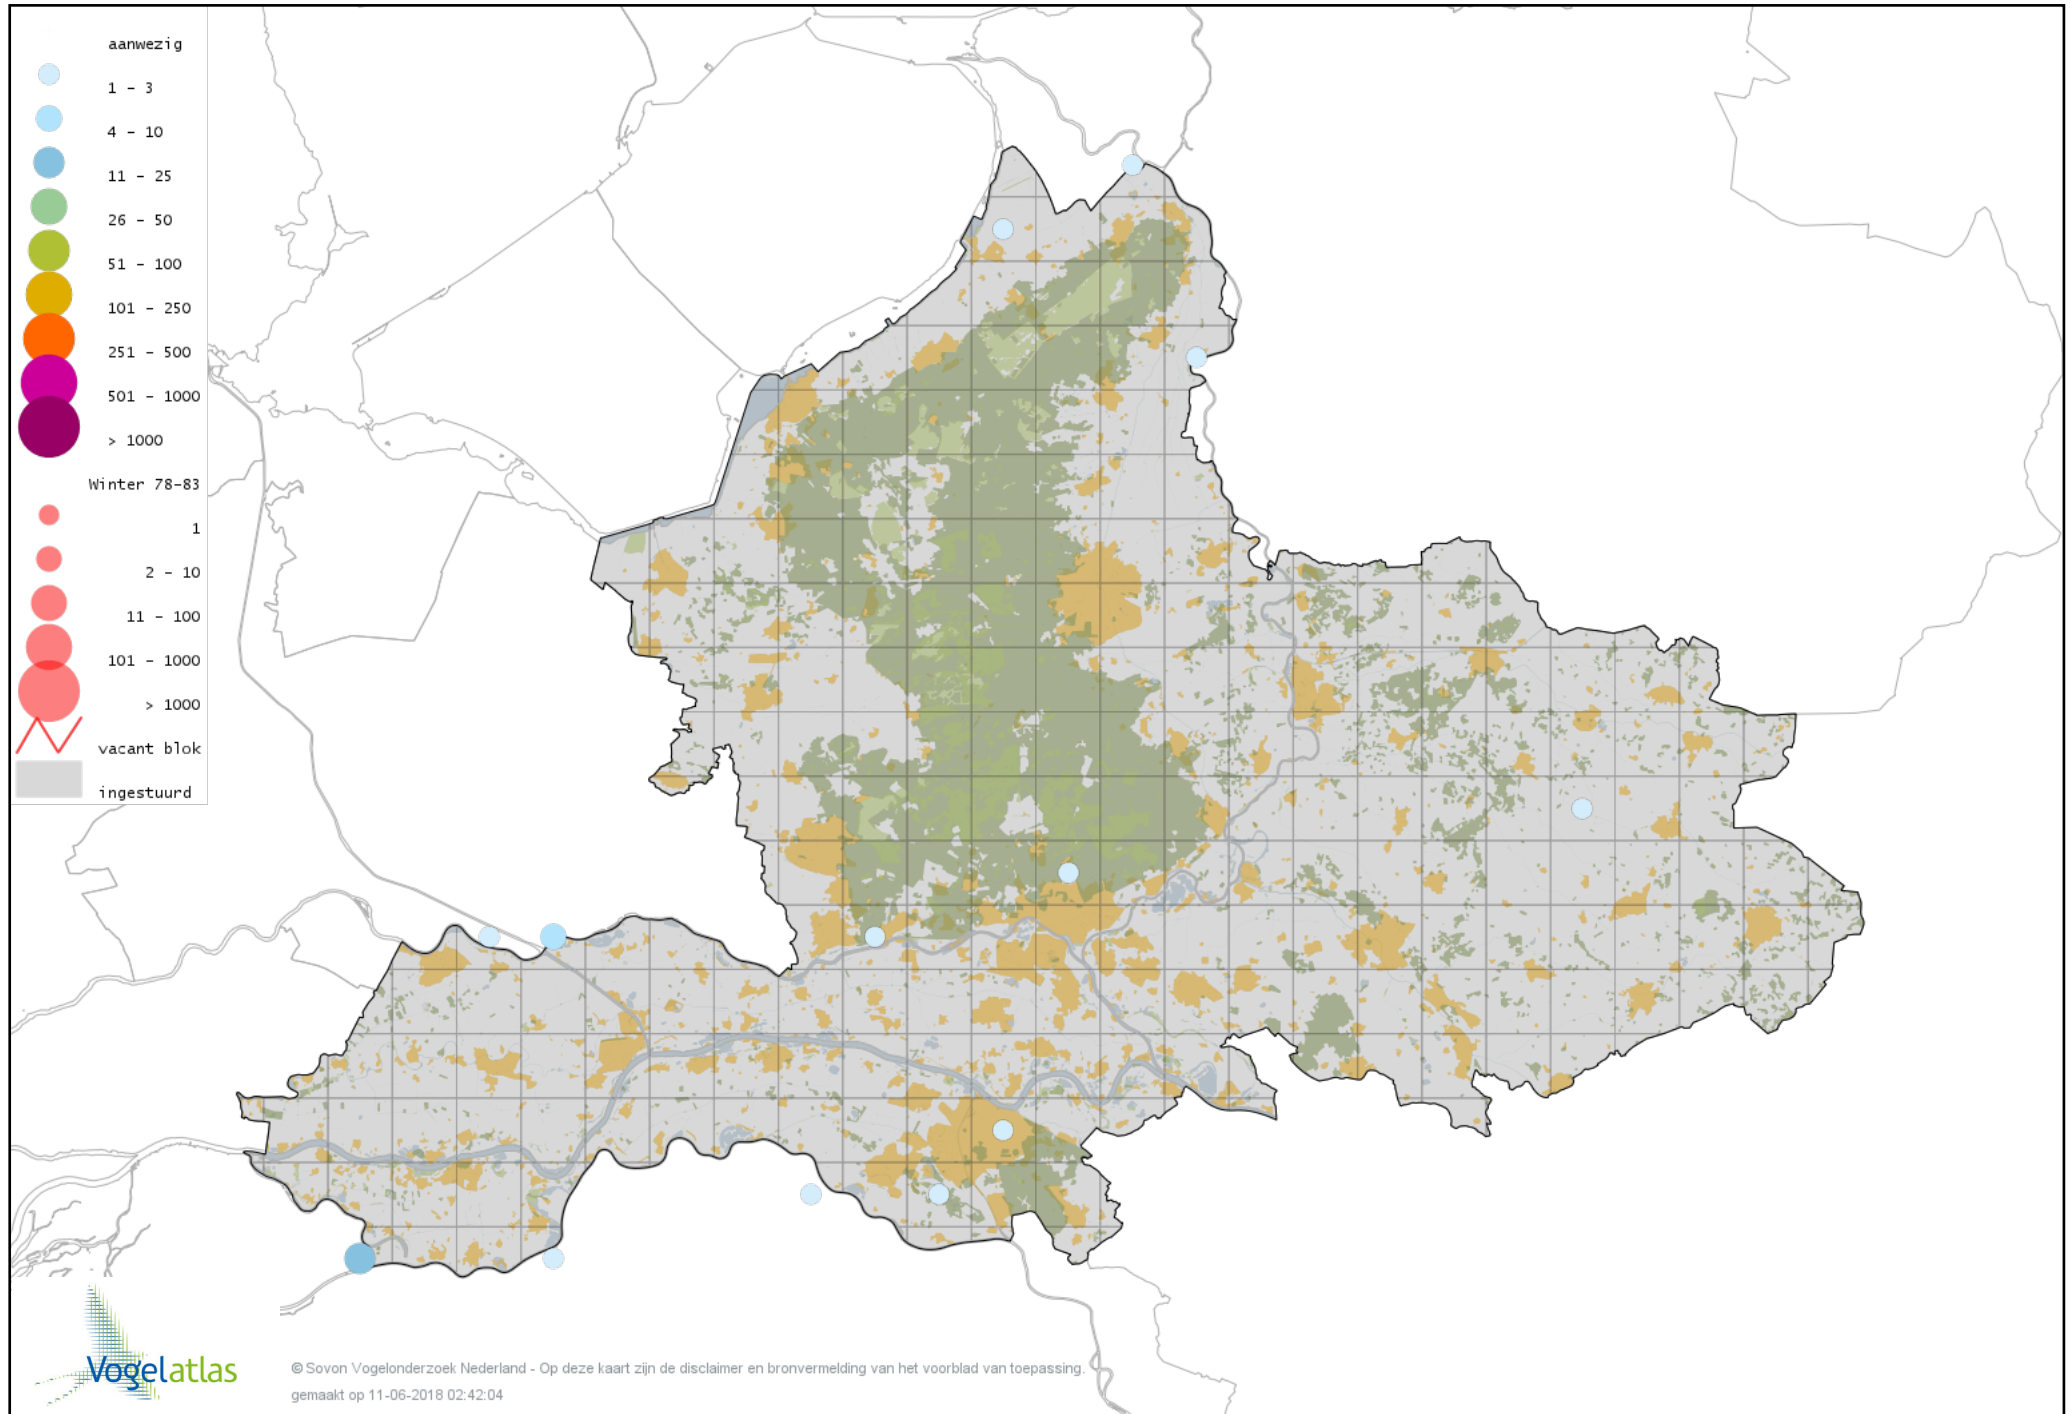 aanwezig
1 - 3
4 - 10
11 - 25
26 - 50
51 - 100
101 - 250
251 - 500
501 - 1000
> 1000
Winter 78-83
1
2 - 10
11 - 100
101 - 1000
> 1000
vacant blok
ingestuurd
Vogelatlas
© Sovon Vogelonderzoek Nederland - Op deze kaart zijn de disclaimer en bronvermelding van het voorblad van toepassing.
gemaakt op 11-06-2018 02:42:04